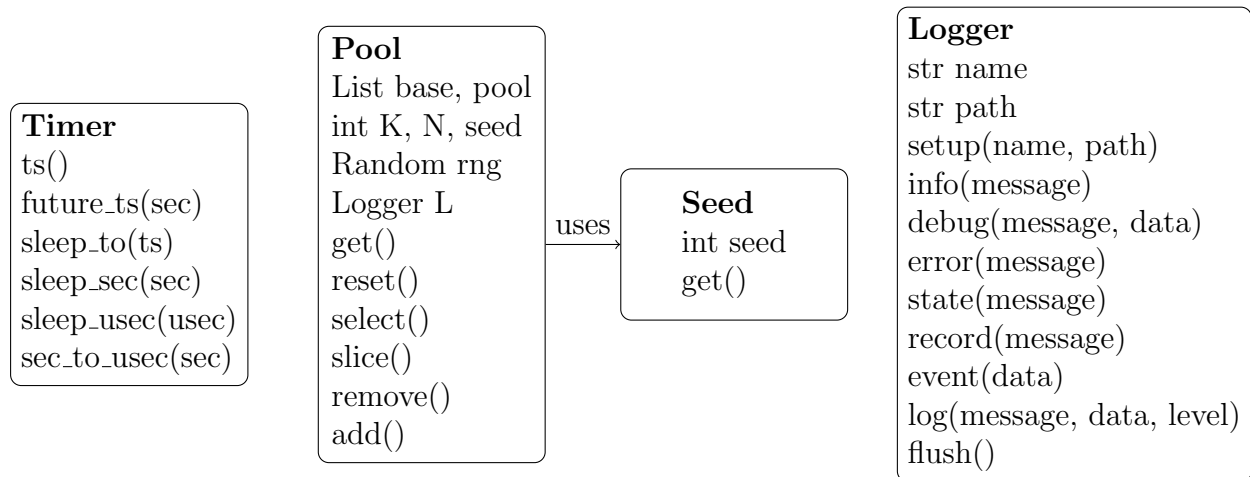 Timer
ts()
future_ts(sec)
sleep_to(ts)
sleep_sec(sec)
sleep_usec(usec)
sec_to_usec(sec)
Pool
List base, pool
int K, N, seed
Random rng
Logger L
get()
reset()
select()
slice()
remove()
add()
uses
Seed
int seed
get()
Logger
str name
str path
setup(name, path)
info(message)
debug(message, data)
error(message)
state(message)
record(message)
event(data)
log(message, data, level)
flush()